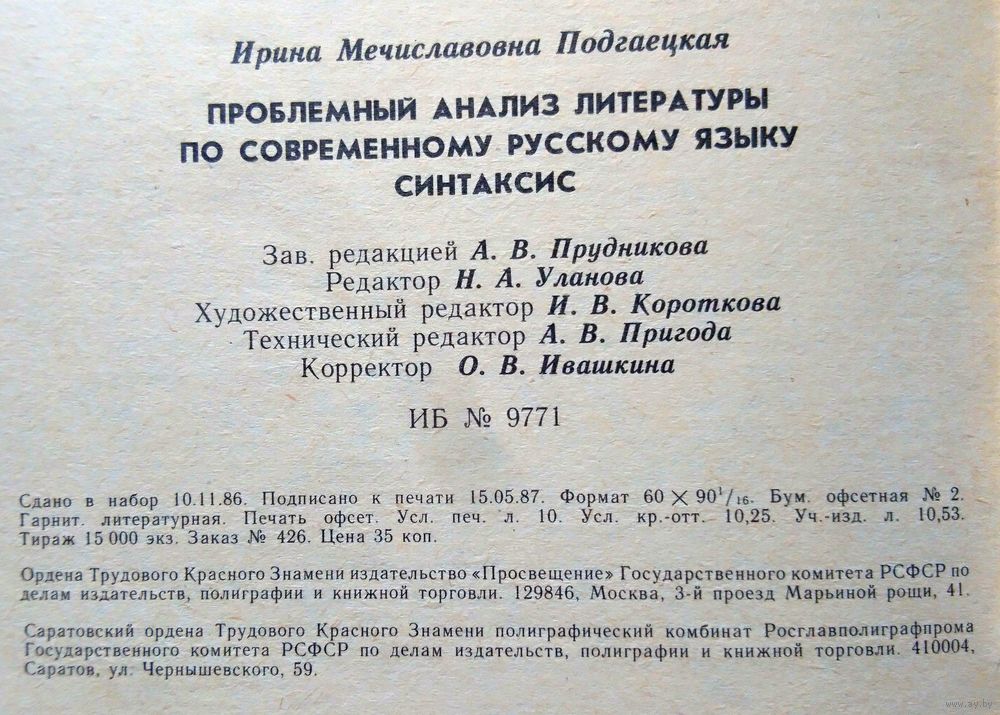 Ирина Мечиславовна Подгаецкая
ПРОБЛЕМНЫЙ АНАЛИЗ ЛИТЕРАТУРЫ
ПО СОВРЕМЕННОМУ РУССКОМУ ЯЗЫКУ
СИНТАКСИС
Зав. редакцией А. В. Прудникова
Редактор Н. А. Уланова
Художественный редактор И. В. Короткова
Технический редактор А. В. Пригода
Корректор О. В. Ивашкина
ИБ № 9771
Сдано в набор 10.11.86. Подписано к печати 15.05.87. Формат 60 × 90¹/₁₆. Бум. офсетная № 2.
Гарнит. литературная. Печать офсет. Усл. печ. л. 10. Усл. кр.-отт. 10,25. Уч.-изд. л. 10,53.
Тираж 15 000 экз. Заказ № 426. Цена 35 коп.
Ордена Трудового Красного Знамени издательство «Просвещение» Государственного комитета РСФСР по
делам издательств, полиграфии и книжной торговли. 129846, Москва, 3-й проезд Марьиной рощи, 41.
Саратовский ордена Трудового Красного Знамени полиграфический комбинат Росглавполиграфпрома
Государственного комитета РСФСР по делам издательств, полиграфии и книжной торговли. 410004,
Саратов, ул. Чернышевского, 59.
www.ay.by